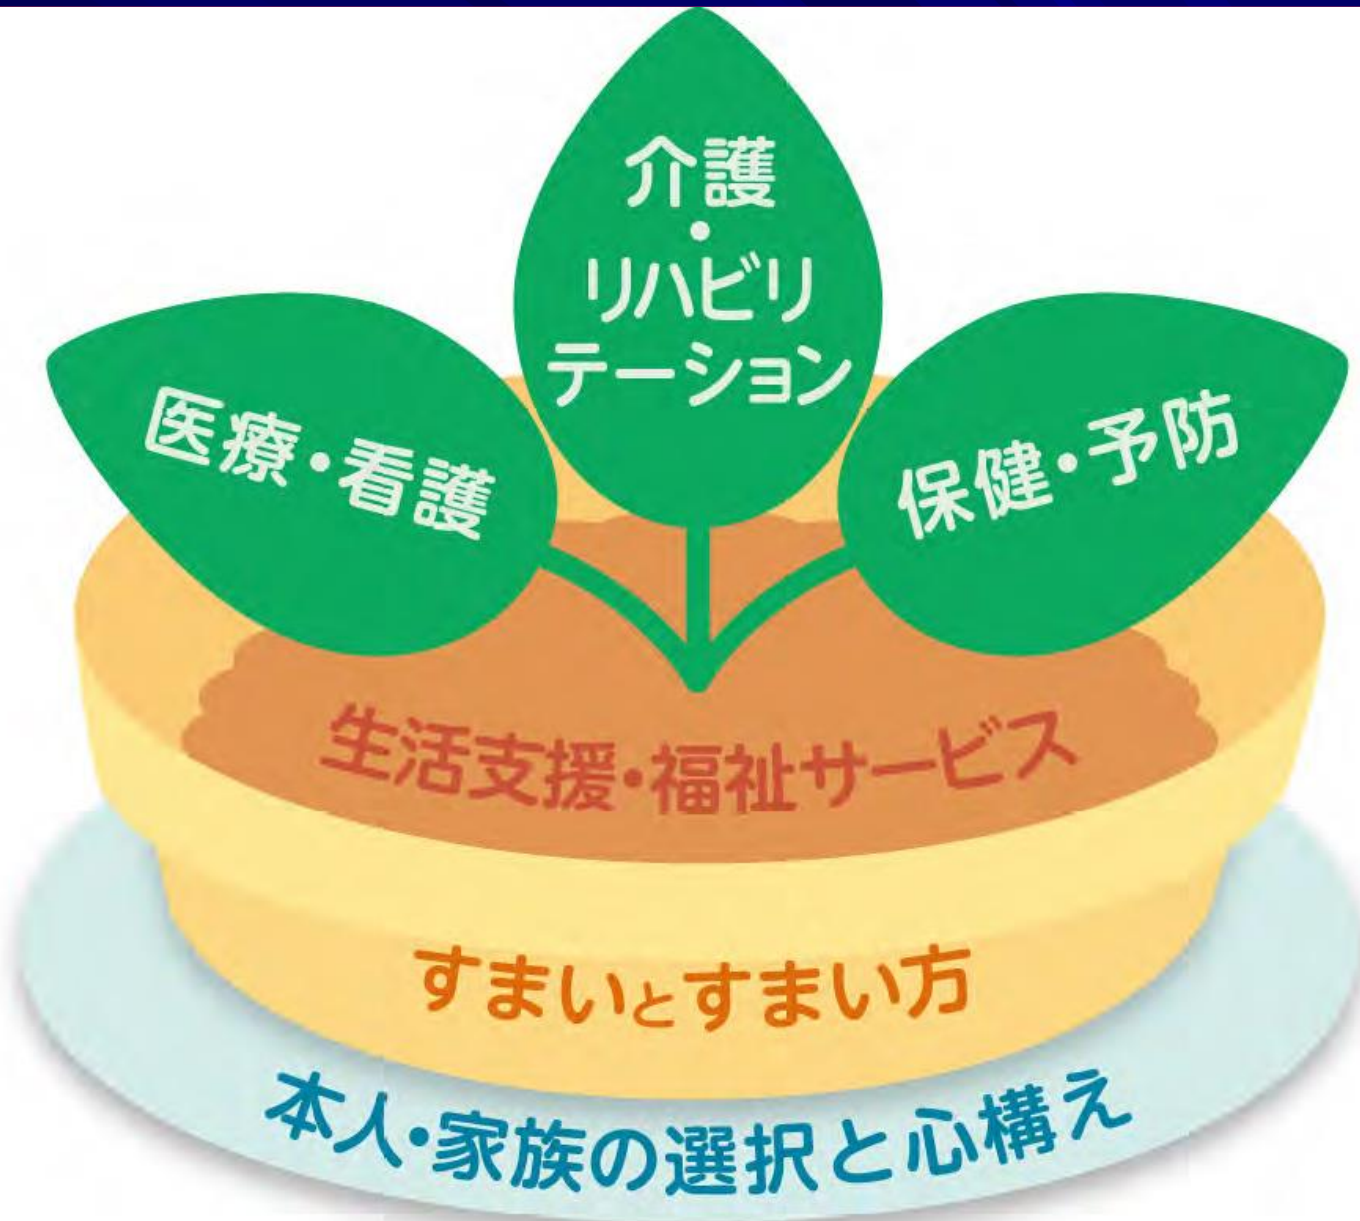 介護
・
リハビリ
テーション
医療・看護
保健・予防
生活支援・福祉サービス
すまいとすまい方
本人・家族の選択と心構え